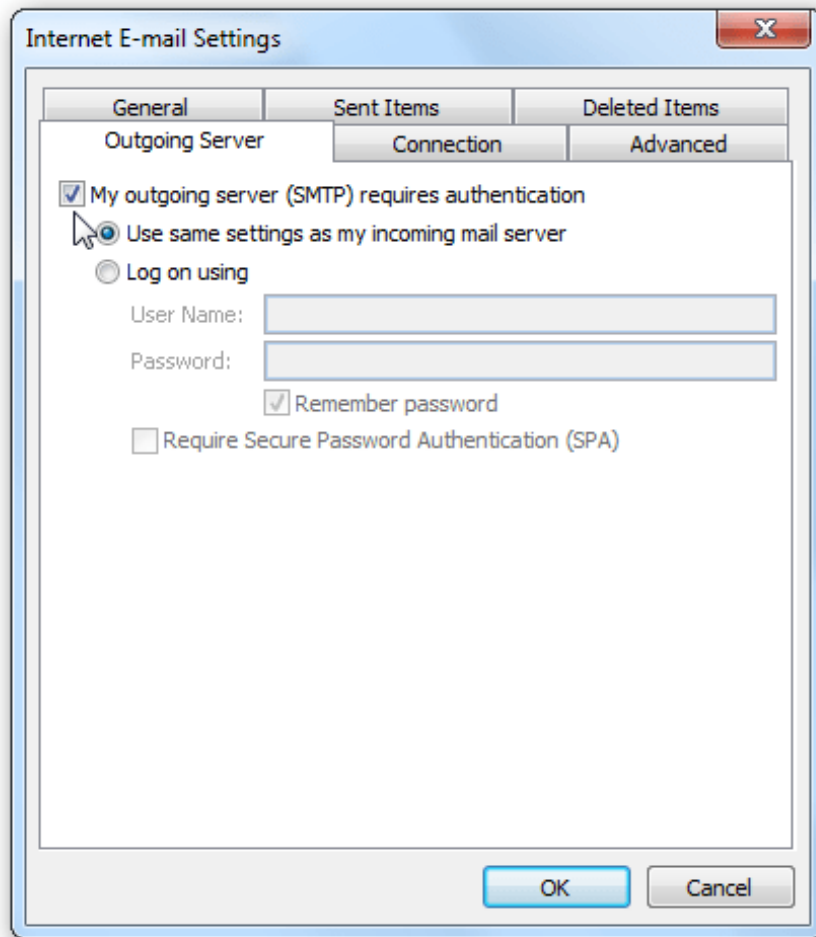 Internet E-mail Settings
General Sent Items Deleted Items
Outgoing Server Connection Advanced
My outgoing server (SMTP) requires authentication
Use same settings as my incoming mail server
Log on using
User Name:
Password:
Remember password
Require Secure Password Authentication (SPA)
OK Cancel